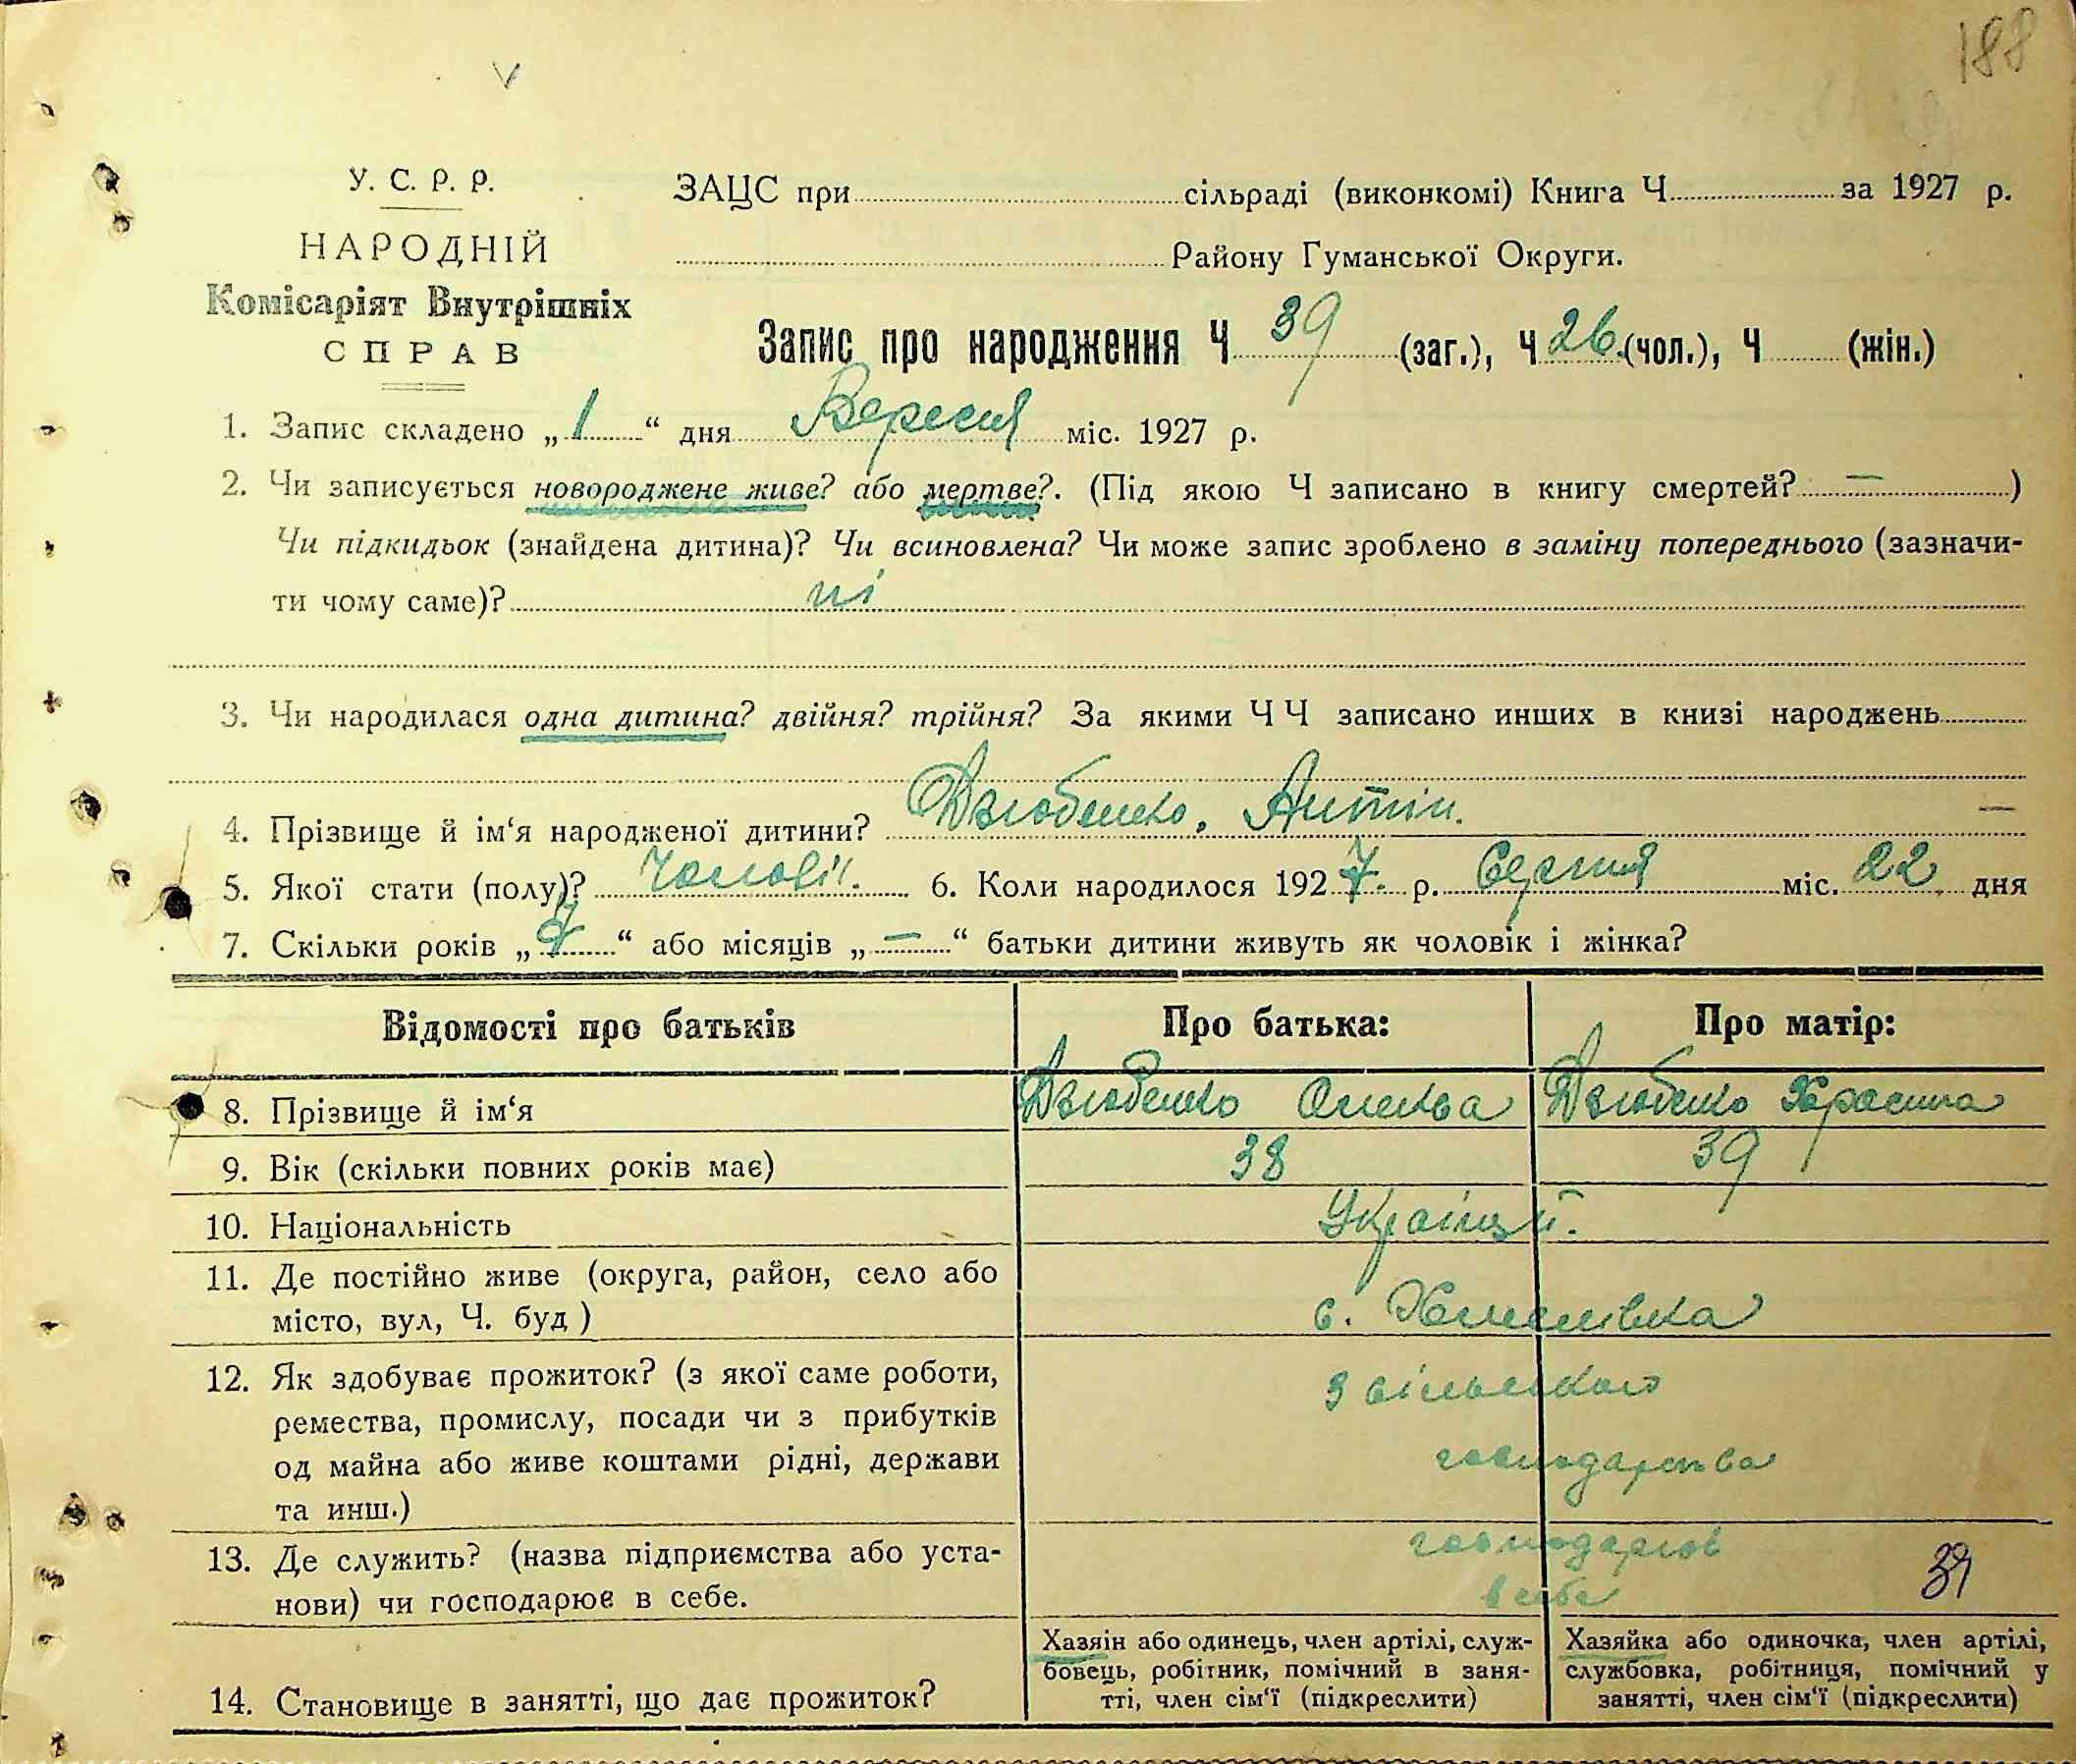 188
У. С. Р. Р.
НАРОДНІЙ
Комісаріят Внутрішніх
СПРАВ
ЗАЦС при сільраді (виконкомі) Книга Ч за 1927 р.
Району Гуманської Округи.
Запис про народження Ч 39 (заг.), Ч 26 (чол.), Ч (жін.)
1. Запис складено „ 1 “ дня Вересня міс. 1927 р.
2. Чи записується новороджене живе? або мертве?. (Під якою Ч записано в книгу смертей? — )
Чи підкидьок (знайдена дитина)? Чи всиновлена? Чи може запис зроблено в заміну попереднього (зазначи-
ти чому саме)? ні
3. Чи народилася одна дитина? двійня? трійня? За якими Ч Ч записано инших в книзі народжень
4. Прізвище й ім‘я народженої дитини? Дзюбенко, Антін. —
5. Якої стати (полу)? Чоловіч. 6. Коли народилося 1927. р. Серпня міс. 22 дня
7. Скільки років „ “ або місяців „ — “ батьки дитини живуть як чоловік і жінка?
Відомості про батьків Про батька: Про матір:
8. Прізвище й ім‘я Дзюбенко Олекса Дзюбенко
9. Вік (скільки повних років має) 38 39
10. Національність Українці.
11. Де постійно живе (округа, район, село або
місто, вул, Ч. буд ) с.
12. Як здобуває прожиток? (з якої саме роботи,
ремества, промислу, посади чи з прибутків
од майна або живе коштами рідні, держави
та инш.)
з сільського
господарства
13. Де служить? (назва підприємства або уста-
нови) чи господарює в себе.
в себе
39
14. Становище в занятті, що дає прожиток?
Хазяін або одинець, член артілі, служ-
бовець, робітник, помічний в заня-
тті, член сім‘ї (підкреслити)
Хазяйка або одиночка, член артілі,
службовка, робітниця, помічний у
занятті, член сім‘ї (підкреслити)